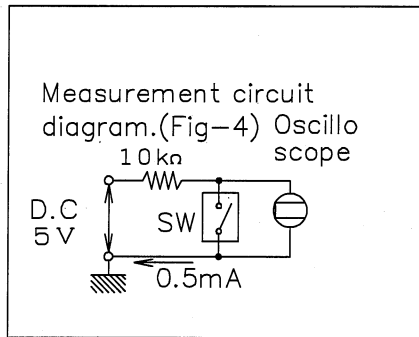 Measurement circuit
diagram.(Fig-4) Oscillo
scope
10kΩ
D.C
5V
SW
0.5mA